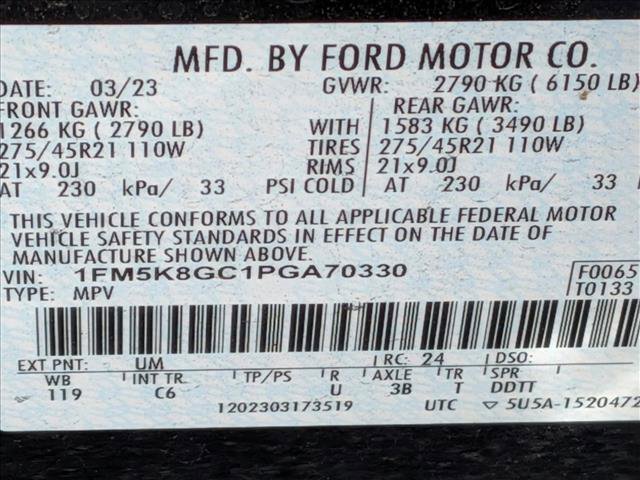 MFD. BY FORD MOTOR CO.
DATE: 03/23 GVWR: 2790 KG ( 6150 LB)
FRONT GAWR: REAR GAWR:
1266 KG ( 2790 LB) WITH 1583 KG ( 3490 LB)
275/45R21 110W TIRES 275/45R21 110W
21x9.0J RIMS 21x9.0J
AT 230 kPa/ 33 PSI COLD AT 230 kPa/ 33
THIS VEHICLE CONFORMS TO ALL APPLICABLE FEDERAL MOTOR
VEHICLE SAFETY STANDARDS IN EFFECT ON THE DATE OF
MANUFACTURE SHOWN ABOVE.
VIN: 1FM5K8GC1PGA70330 F0065
TYPE: MPV T0133
EXT PNT: UM RC: 24 DSO:
WB INT TR TP/PS R AXLE TR SPR
119 C6 U 3B T DDTT
1202303173519 UTC ▽ 5U5A-1520472